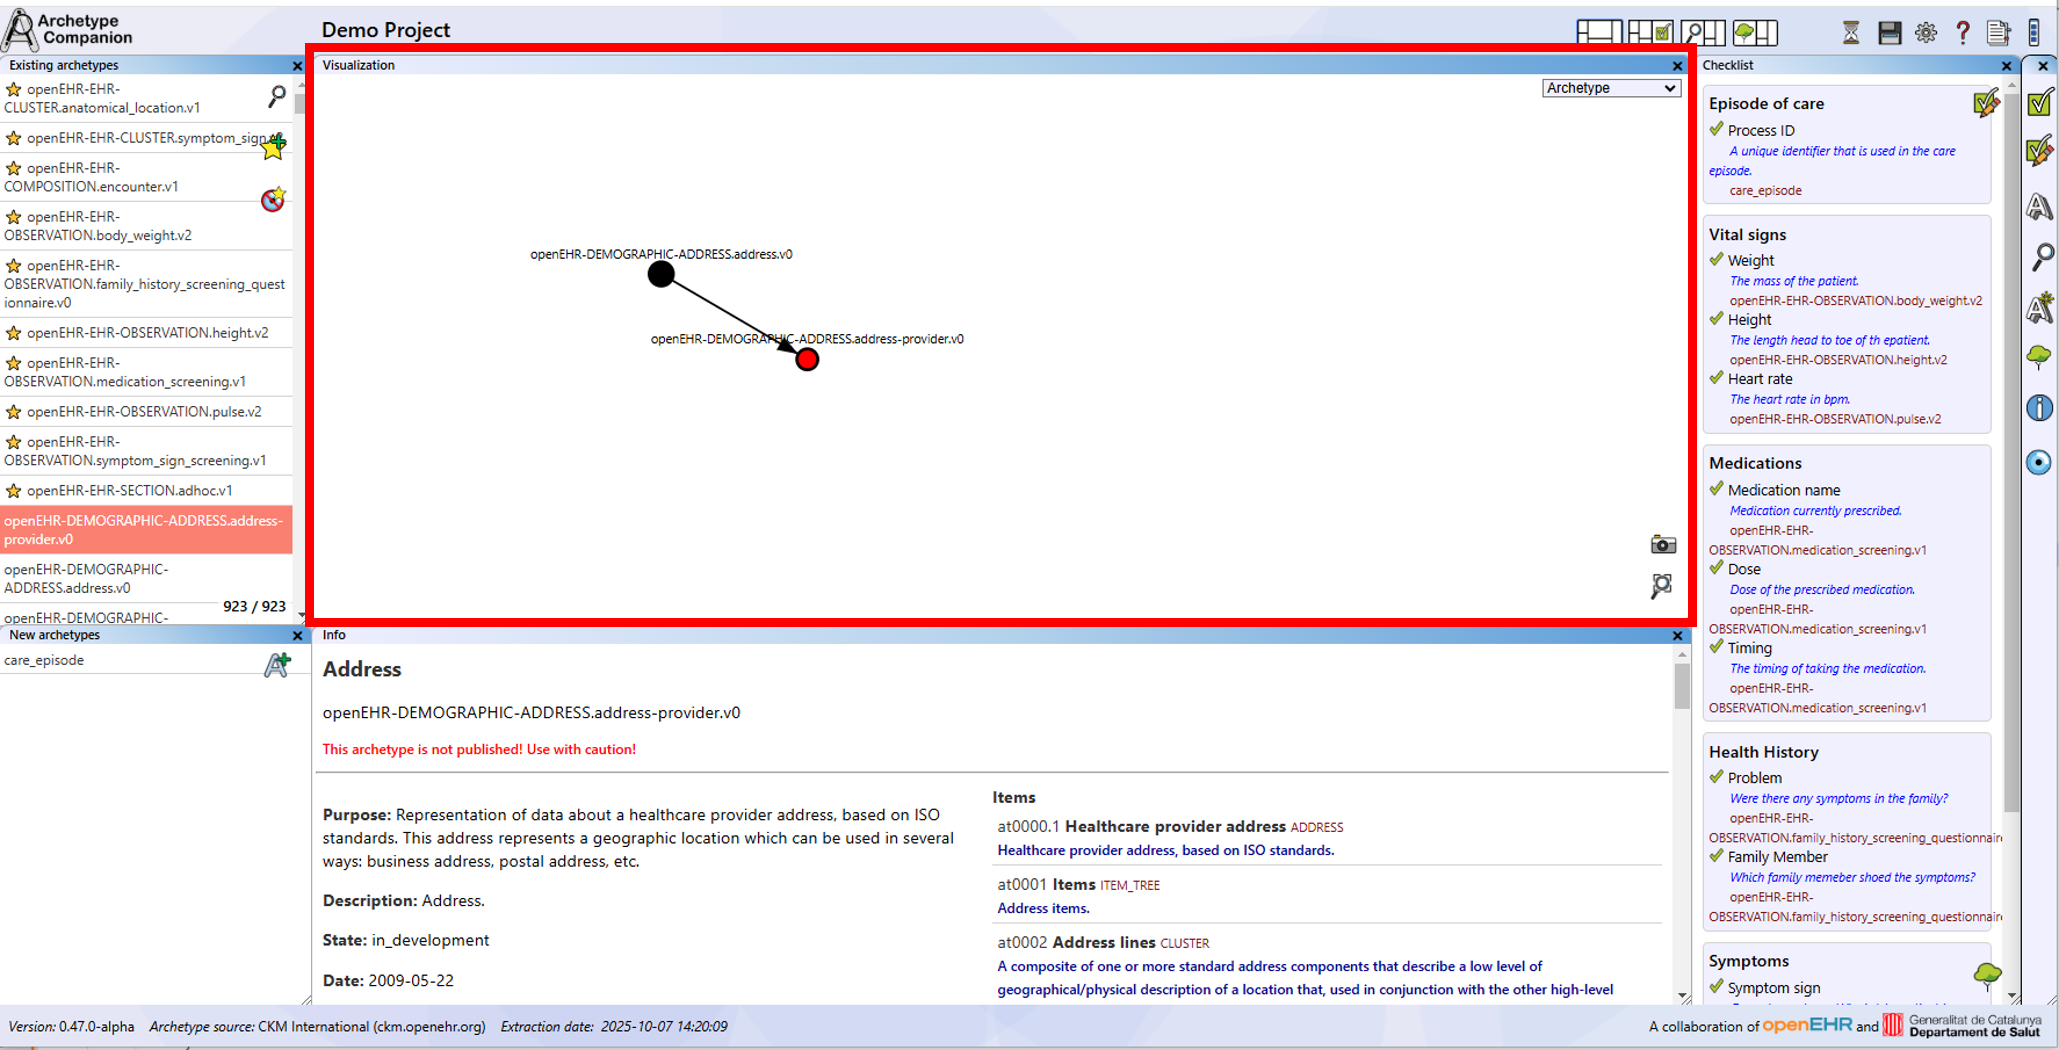 Archetype
Companion
Demo Project
Existing archetypes
openEHR-EHR-
CLUSTER.anatomical_location.v1
openEHR-EHR-CLUSTER.symptom_sign.
openEHR-EHR-
COMPOSITION.encounter.v1
openEHR-EHR-
OBSERVATION.body_weight.v2
openEHR-EHR-
OBSERVATION.family_history_screening_quest
ionnaire.v0
openEHR-EHR-OBSERVATION.height.v2
openEHR-EHR-
OBSERVATION.medication_screening.v1
openEHR-EHR-OBSERVATION.pulse.v2
openEHR-EHR-
OBSERVATION.symptom_sign_screening.v1
openEHR-EHR-SECTION.adhoc.v1
openEHR-DEMOGRAPHIC-ADDRESS.address-
provider.v0
openEHR-DEMOGRAPHIC-
ADDRESS.address.v0
923 / 923
openEHR-DEMOGRAPHIC-
New archetypes
care_episode
Visualization
Archetype
openEHR-DEMOGRAPHIC-ADDRESS.address.v0
openEHR-DEMOGRAPHIC-ADDRESS.address-provider.v0
Info
Address
openEHR-DEMOGRAPHIC-ADDRESS.address-provider.v0
This archetype is not published! Use with caution!
Purpose: Representation of data about a healthcare provider address, based on ISO
standards. This address represents a geographic location which can be used in several
ways: business address, postal address, etc.
Description: Address.
State: in_development
Date: 2009-05-22
Items
at0000.1 Healthcare provider address ADDRESS
Healthcare provider address, based on ISO standards.
at0001 Items ITEM_TREE
Address items.
at0002 Address lines CLUSTER
A composite of one or more standard address components that describe a low level of
geographical/physical description of a location that, used in conjunction with the other high-level
Checklist
Episode of care
Process ID
A unique identifier that is used in the care
episode.
care_episode
Vital signs
Weight
The mass of the patient.
openEHR-EHR-OBSERVATION.body_weight.v2
Height
The length head to toe of th epatient.
openEHR-EHR-OBSERVATION.height.v2
Heart rate
The heart rate in bpm.
openEHR-EHR-OBSERVATION.pulse.v2
Medications
Medication name
Medication currently prescribed.
openEHR-EHR-
OBSERVATION.medication_screening.v1
Dose
Dose of the prescribed medication.
openEHR-EHR-
OBSERVATION.medication_screening.v1
Timing
The timing of taking the medication.
openEHR-EHR-
OBSERVATION.medication_screening.v1
Health History
Problem
Were there any symptoms in the family?
openEHR-EHR-
OBSERVATION.family_history_screening_questionnair
Family Member
Which family memeber shoed the symptoms?
openEHR-EHR-
OBSERVATION.family_history_screening_questionnair
Symptoms
Symptom sign
Version: 0.47.0-alpha Archetype source: CKM International (ckm.openehr.org) Extraction date: 2025-10-07 14:20:09
A collaboration of openEHR and Generalitat de Catalunya
Departament de Salut